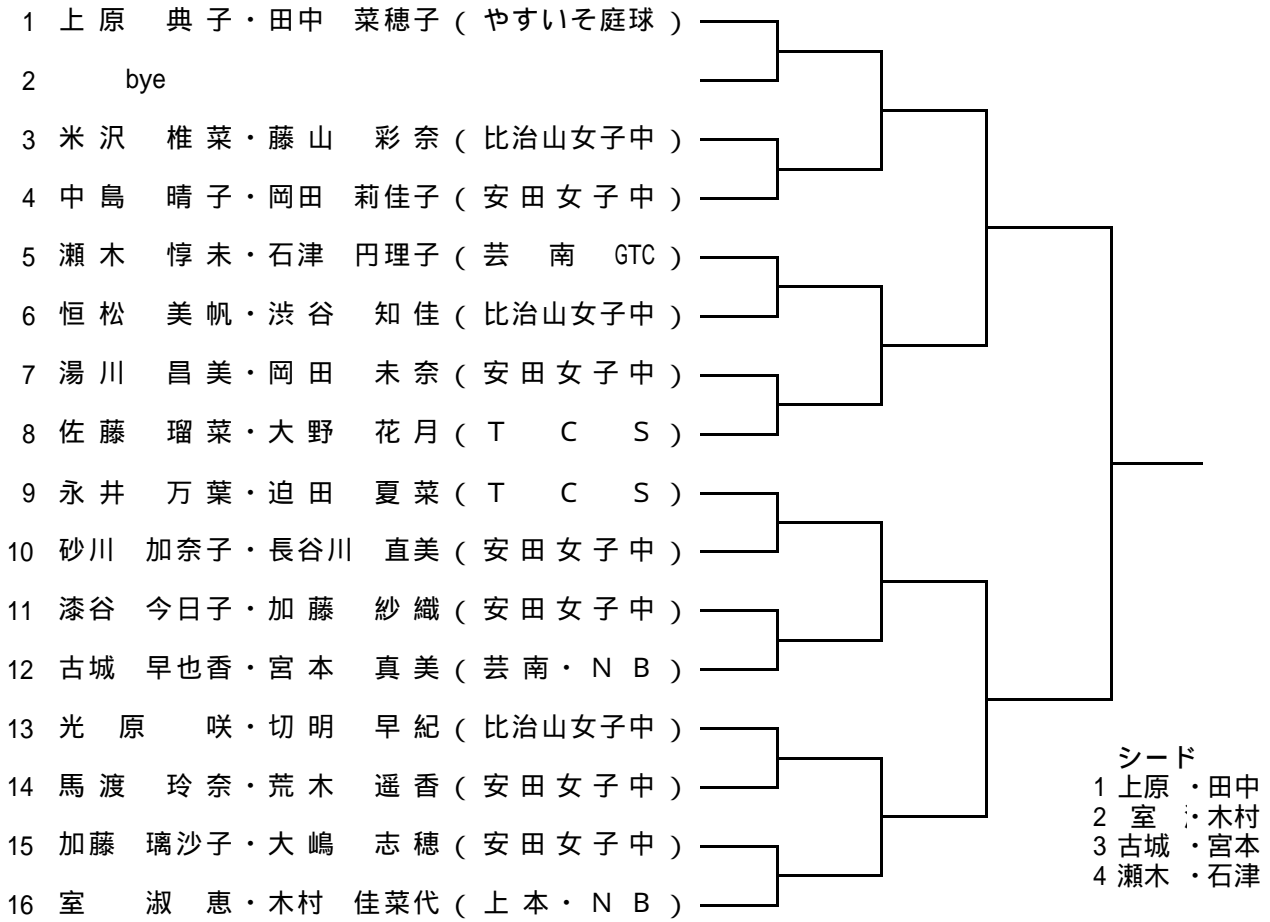 1 上原 典子・田中 菜穂子 ( やすいそ庭球 )
2 bye
3 米沢 椎菜・藤山 彩奈 ( 比治山女子中 )
4 中島 晴子・岡田 莉佳子 ( 安田女子中 )
5 瀬木 惇未・石津 円理子 ( 芸南 GTC )
6 恒松 美帆・渋谷 知佳 ( 比治山女子中 )
7 湯川 昌美・岡田 未奈 ( 安田女子中 )
8 佐藤 瑠菜・大野 花月 ( T C S )
9 永井 万葉・迫田 夏菜 ( T C S )
10 砂川 加奈子・長谷川 直美 ( 安田女子中 )
11 漆谷 今日子・加藤 紗織 ( 安田女子中 )
12 古城 早也香・宮本 真美 ( 芸南・N B )
13 光原 咲・切明 早紀 ( 比治山女子中 )
14 馬渡 玲奈・荒木 遥香 ( 安田女子中 )
15 加藤 璃沙子・大嶋 志穂 ( 安田女子中 )
16 室 淑恵・木村 佳菜代 ( 上本・N B )
シード
1 上原 ・田中
2 室 ・木村
3 古城 ・宮本
4 瀬木 ・石津